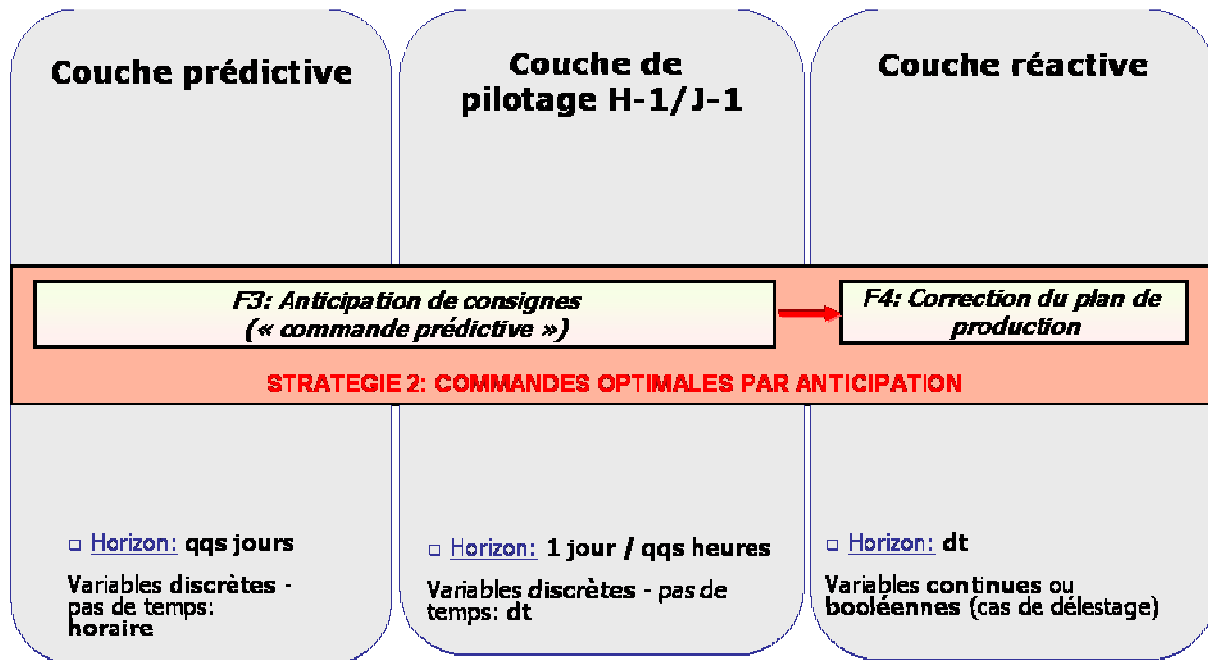 Couche prédictive
Couche de
pilotage H-1/J-1
Couche réactive
F3: Anticipation de consignes
(« commande prédictive »)
F4: Correction du plan de
production
STRATEGIE 2: COMMANDES OPTIMALES PAR ANTICIPATION
Horizon: qqs jours
Variables discrètes -
pas de temps:
horaire
Horizon: 1 jour / qqs heures
Variables discrètes - pas de
temps: dt
Horizon: dt
Variables continues ou
booléennes (cas de délestage)